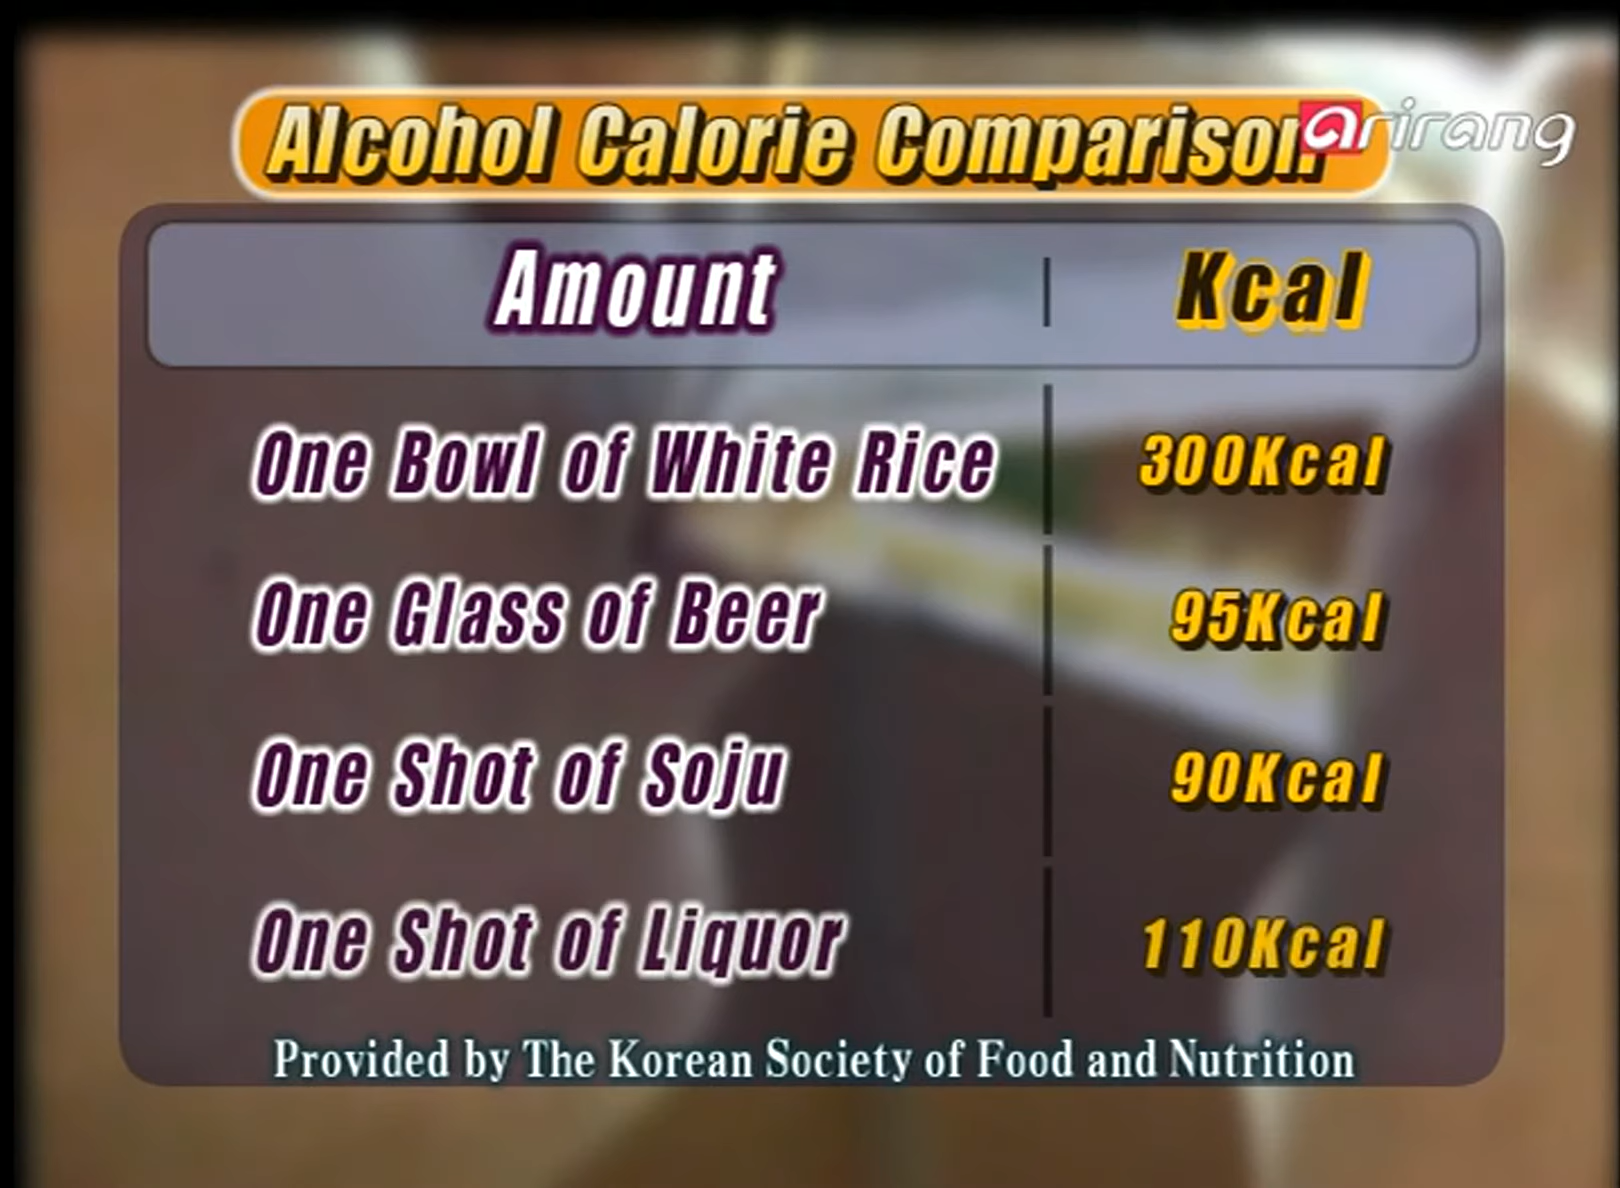 Alcohol Calorie Comparison
arirang
Amount | Kcal
One Bowl of White Rice | 300Kcal
One Glass of Beer | 95Kcal
One Shot of Soju | 90Kcal
One Shot of Liquor | 110Kcal
Provided by The Korean Society of Food and Nutrition